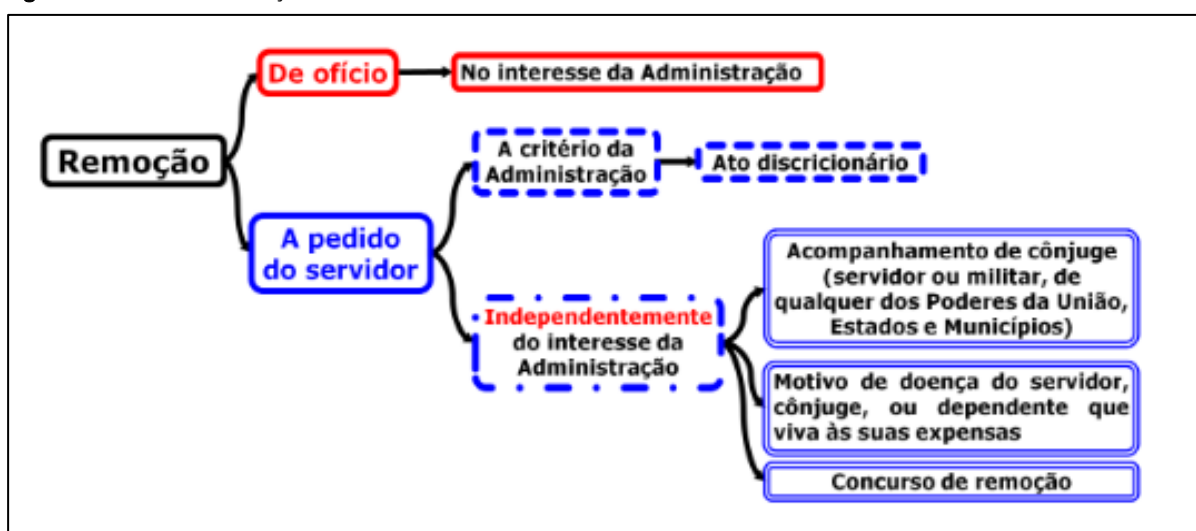 Remoção
De ofício
No interesse da Administração
A pedido
do servidor
A critério da
Administração
Ato discricionário
Independentemente
do interesse da
Administração
Acompanhamento de cônjuge
(servidor ou militar, de
qualquer dos Poderes da União,
Estados e Municípios)
Motivo de doença do servidor,
cônjuge, ou dependente que
viva às suas expensas
Concurso de remoção